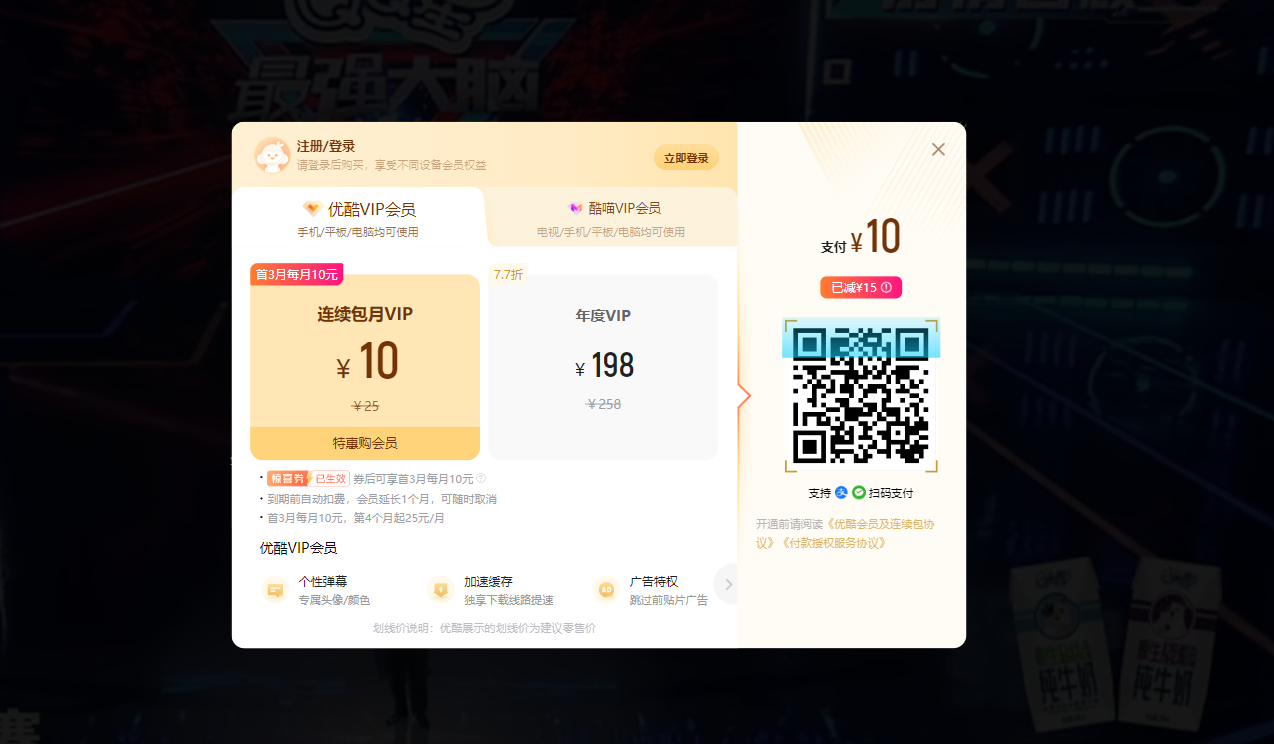 最强大脑
注册/登录
请登录后购买，享受不同设备会员权益
立即登录
优酷VIP会员
手机/平板/电脑均可使用
酷喵VIP会员
电视/手机/平板/电脑均可使用
首3月每月10元
连续包月VIP
¥ 10
¥25
特惠购会员
7.7折
年度VIP
¥ 198
¥258
· 惊喜券 已生效 券后可享首3月每月10元
· 到期前自动扣费，会员延长1个月，可随时取消
· 首3月每月10元，第4个月起25元/月
优酷VIP会员
个性弹幕
专属头像/颜色
加速缓存
独享下载线路提速
AD
广告特权
跳过前贴片广告
划线价说明：优酷展示的划线价为建议零售价
支付 ¥10
已减¥15
支持 支 扫码支付
开通前请阅读《优酷会员及连续包协
议》《付款授权服务协议》
纯牛奶
纯牛奶
赛